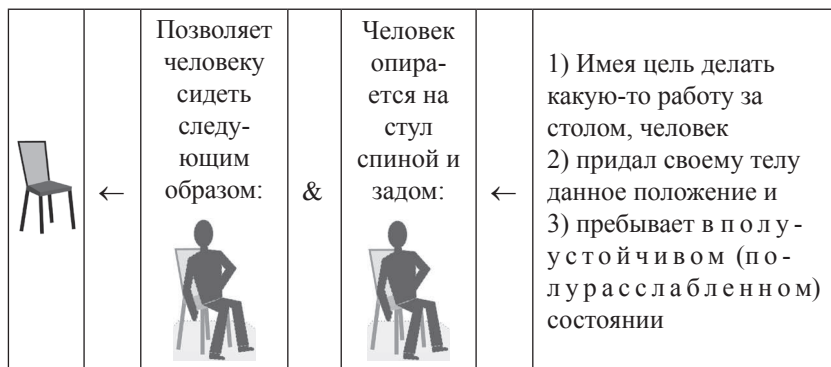 ←
Позволяет
человеку
сидеть
следу-
ющим
образом:
&
Человек
опира-
ется на
стул
спиной и
задом:
←
1) Имея цель делать
какую-то работу за
столом, человек
2) придал своему телу
данное положение и
3) пребывает в п о л у -
у с т о й ч и в о м (п о -
л у р а с с л а б л е н н о м)
состоянии